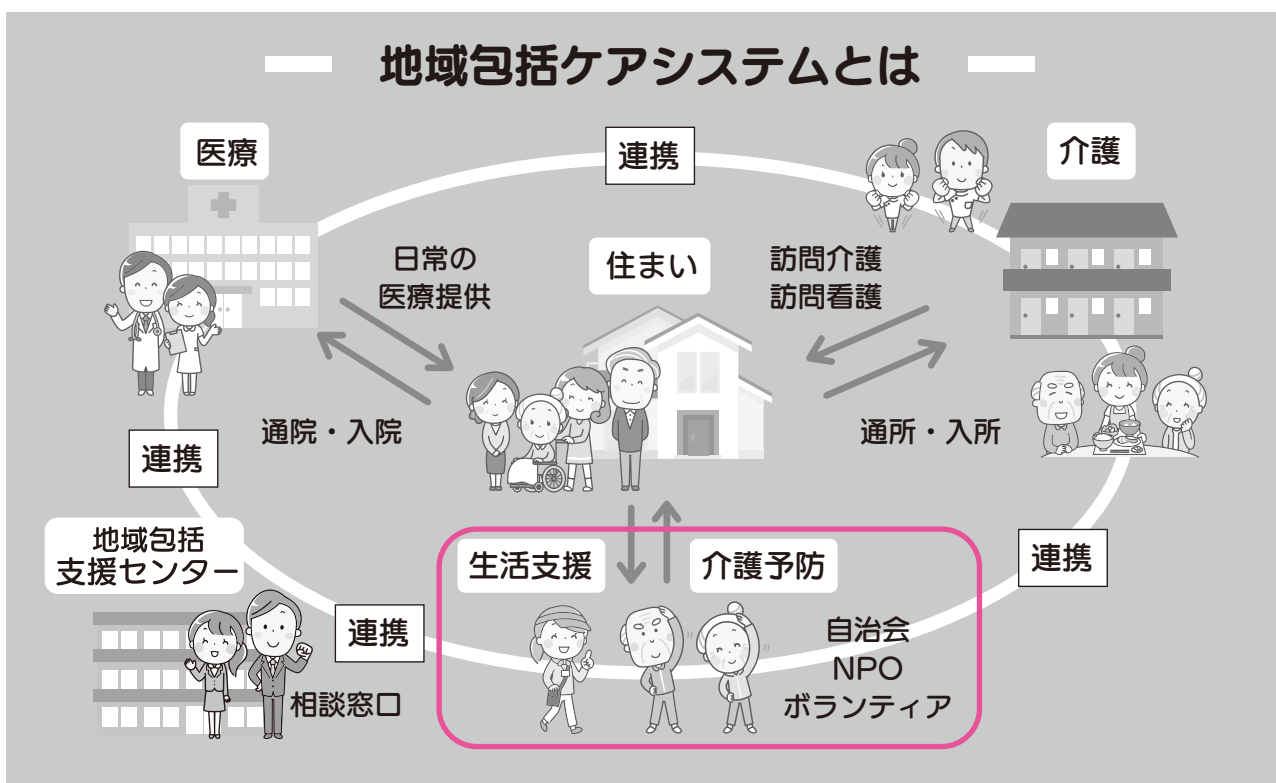 地域包括ケアシステムとは
医療
連携
介護
日常の
医療提供
住まい
訪問介護
訪問看護
通院・入院
通所・入所
連携
地域包括
支援センター
相談窓口
連携
生活支援
介護予防
自治会
NPO
ボランティア
連携